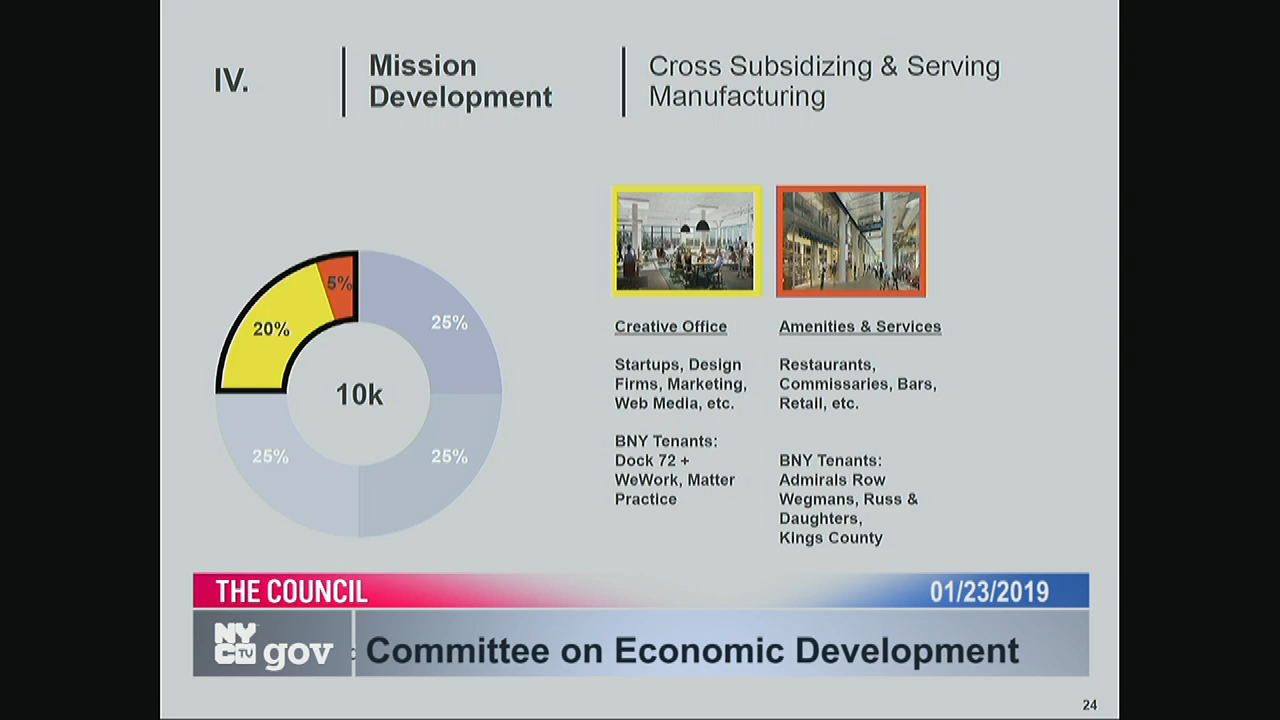 IV.
Mission
Development
Cross Subsidizing & Serving
Manufacturing
5%
20%
25%
10k
25%
25%
Creative Office
Startups, Design
Firms, Marketing,
Web Media, etc.
BNY Tenants:
Dock 72 +
WeWork, Matter
Practice
Amenities & Services
Restaurants,
Commissaries, Bars,
Retail, etc.
BNY Tenants:
Admirals Row
Wegmans, Russ &
Daughters,
Kings County
THE COUNCIL
01/23/2019
NYC TV gov
Committee on Economic Development
24